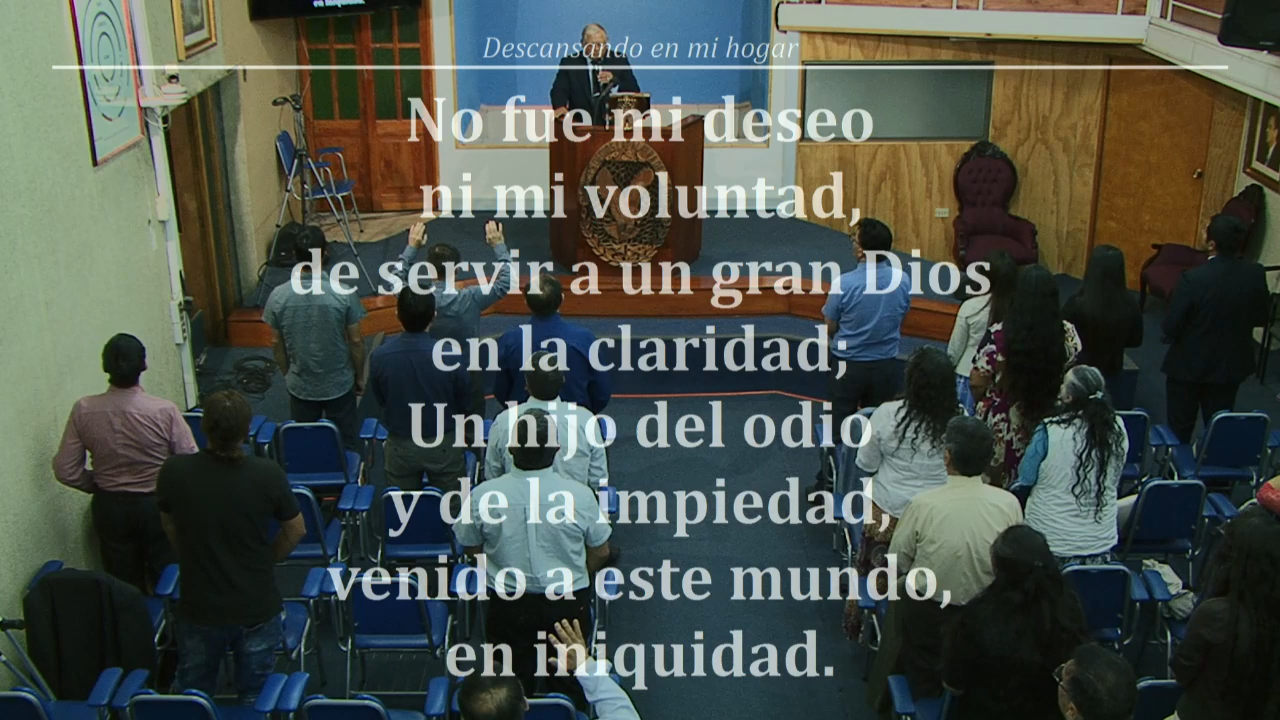 Descansando en mi hogar
No fue mi deseo
ni mi voluntad,
de servir a un gran Dios
en la claridad;
Un hijo del odio
y de la impiedad,
venido a este mundo,
en iniquidad.